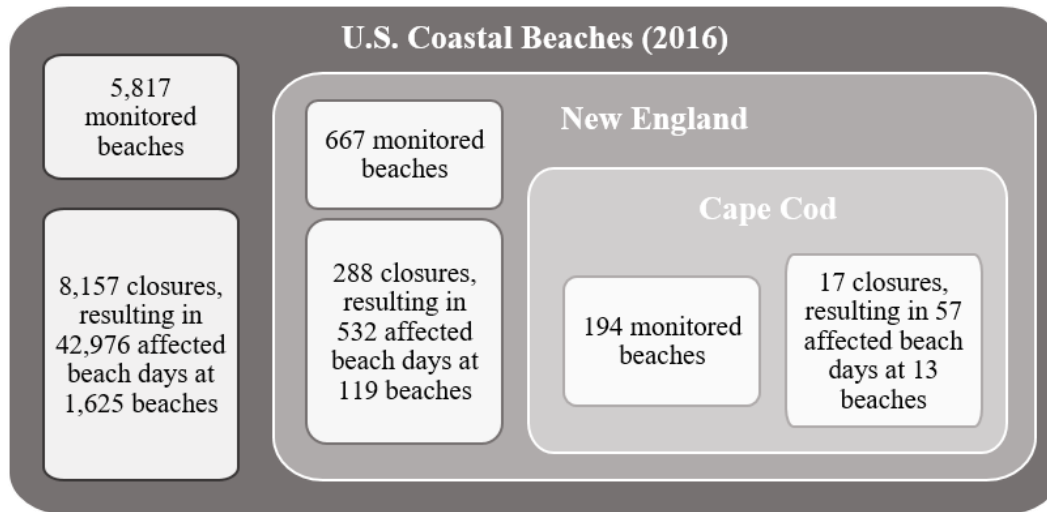 U.S. Coastal Beaches (2016)
5,817
monitored
beaches
8,157 closures,
resulting in
42,976 affected
beach days at
1,625 beaches
New England
667 monitored
beaches
288 closures,
resulting in
532 affected
beach days at
119 beaches
Cape Cod
194 monitored
beaches
17 closures,
resulting in 57
affected beach
days at 13
beaches